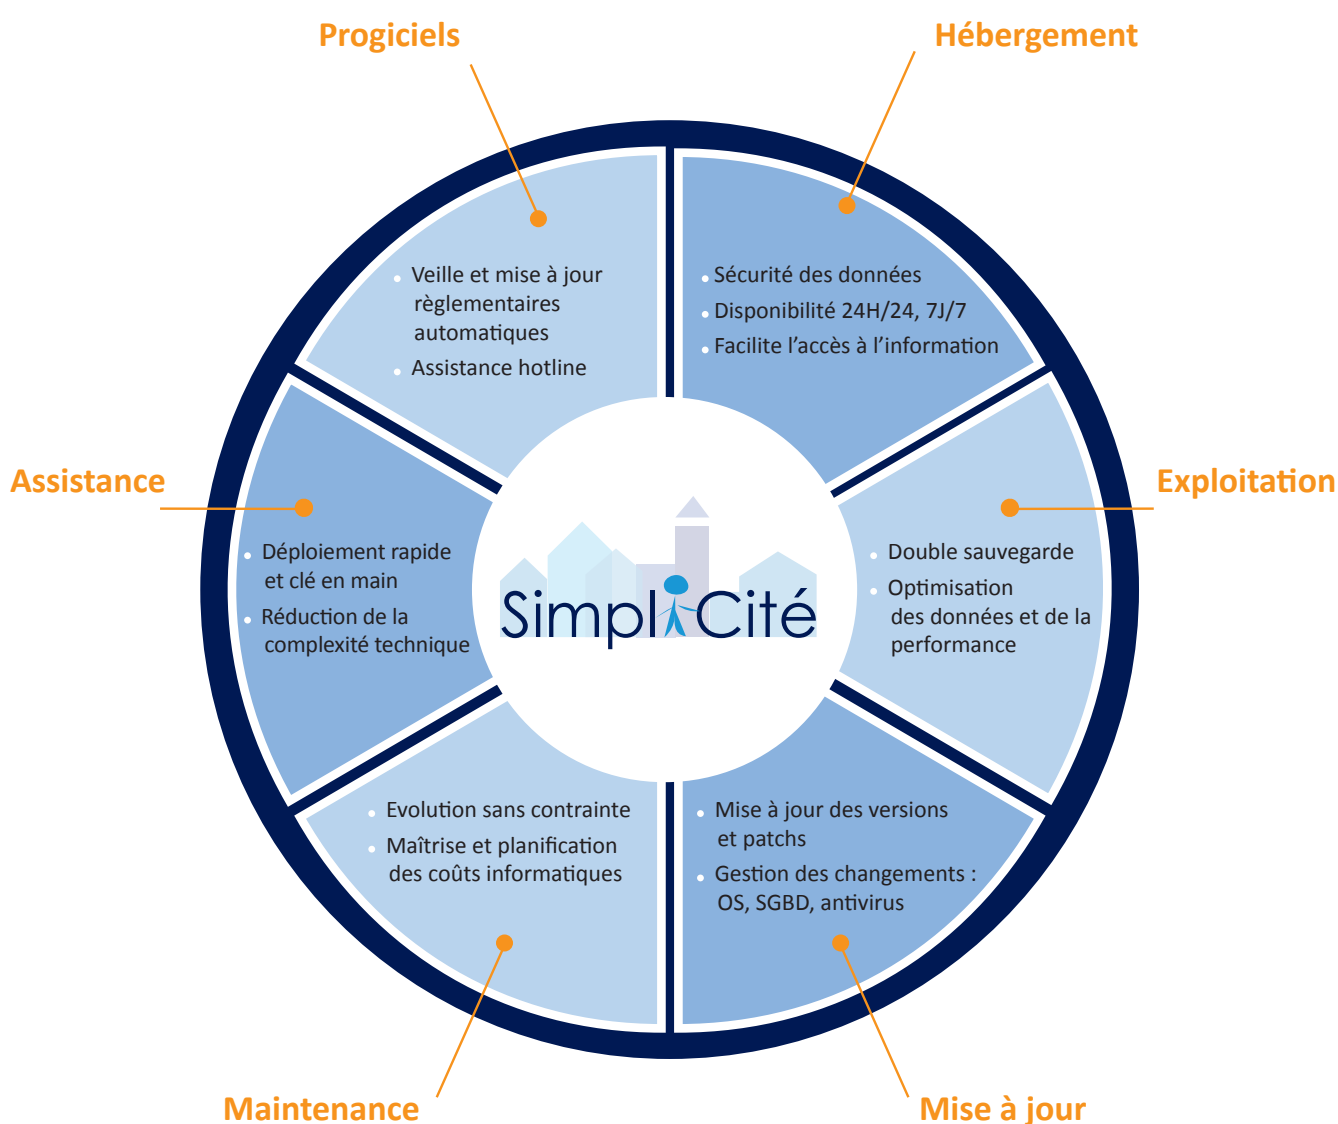 Progiciels
Hébergement
Veille et mise à jour
règlementaires
automatiques
Assistance hotline
Sécurité des données
Disponibilité 24H/24, 7J/7
Facilite l’accès à l’information
Assistance
Exploitation
Déploiement rapide
et clé en main
Réduction de la
complexité technique
SimpliCité
Double sauvegarde
Optimisation
des données et de la
performance
Evolution sans contrainte
Maîtrise et planification
des coûts informatiques
Mise à jour des versions
et patchs
Gestion des changements :
OS, SGBD, antivirus
Maintenance
Mise à jour